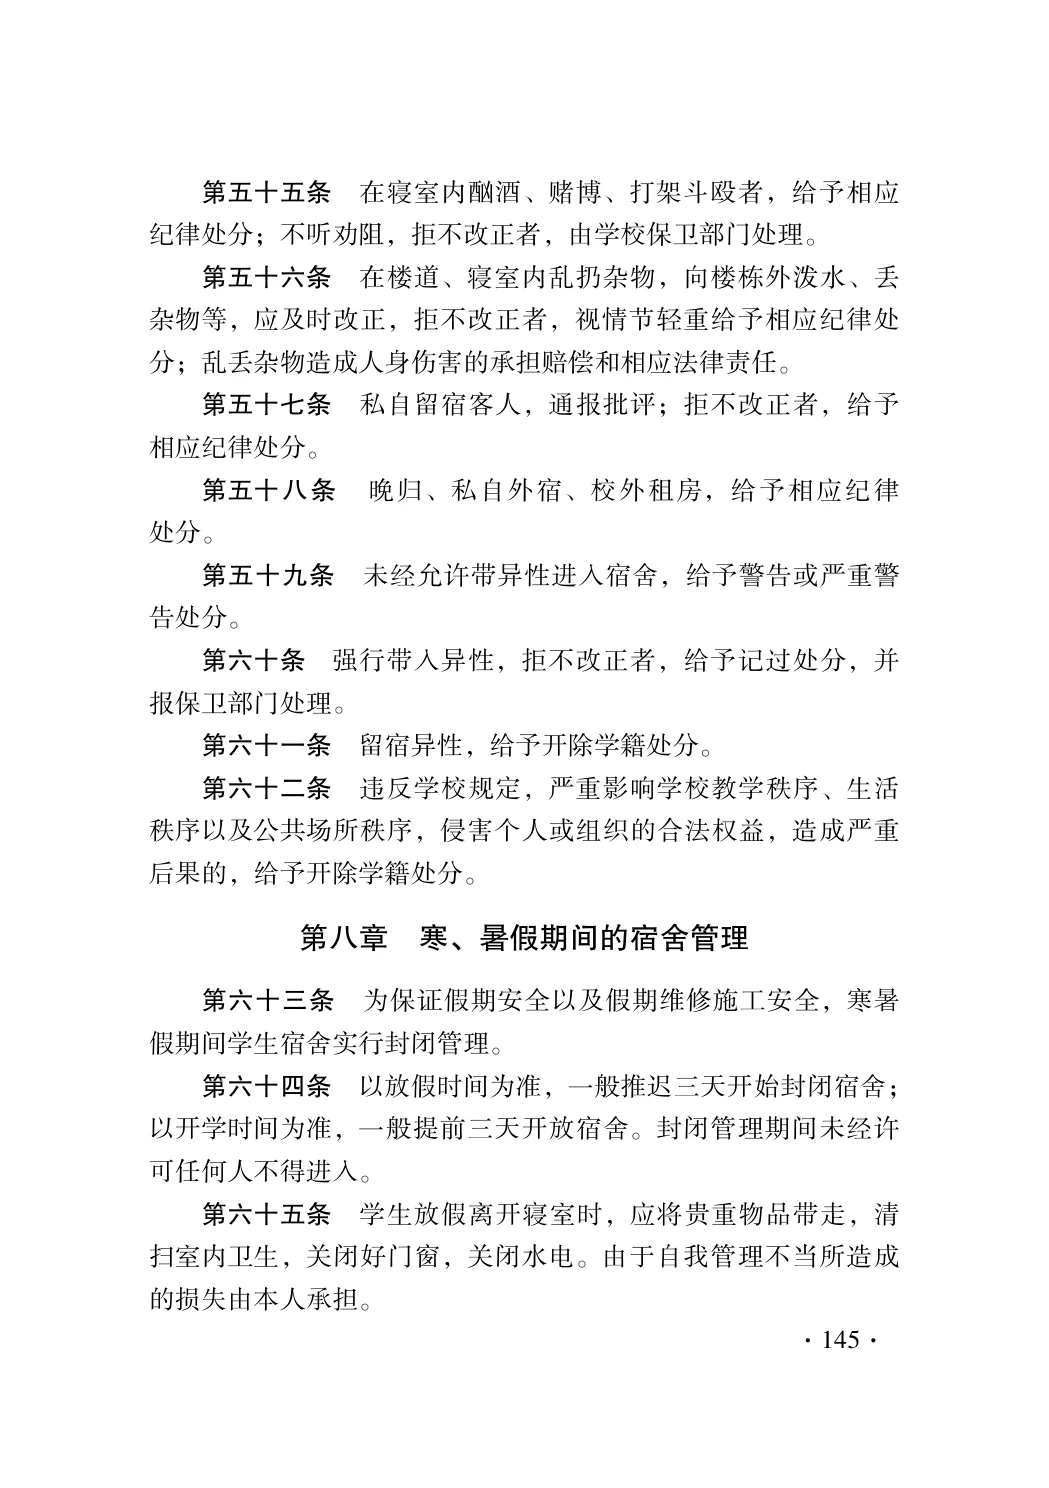 第五十五条　在寝室内酗酒、赌博、打架斗殴者，给予相应
纪律处分；不听劝阻，拒不改正者，由学校保卫部门处理。
第五十六条　在楼道、寝室内乱扔杂物，向楼栋外泼水、丢
杂物等，应及时改正，拒不改正者，视情节轻重给予相应纪律处
分；乱丢杂物造成人身伤害的承担赔偿和相应法律责任。
第五十七条　私自留宿客人，通报批评；拒不改正者，给予
相应纪律处分。
第五十八条　晚归、私自外宿、校外租房，给予相应纪律
处分。
第五十九条　未经允许带异性进入宿舍，给予警告或严重警
告处分。
第六十条　强行带入异性，拒不改正者，给予记过处分，并
报保卫部门处理。
第六十一条　留宿异性，给予开除学籍处分。
第六十二条　违反学校规定，严重影响学校教学秩序、生活
秩序以及公共场所秩序，侵害个人或组织的合法权益，造成严重
后果的，给予开除学籍处分。
第八章　寒、暑假期间的宿舍管理
第六十三条　为保证假期安全以及假期维修施工安全，寒暑
假期间学生宿舍实行封闭管理。
第六十四条　以放假时间为准，一般推迟三天开始封闭宿舍；
以开学时间为准，一般提前三天开放宿舍。封闭管理期间未经许
可任何人不得进入。
第六十五条　学生放假离开寝室时，应将贵重物品带走，清
扫室内卫生，关闭好门窗，关闭水电。由于自我管理不当所造成
的损失由本人承担。
·145·